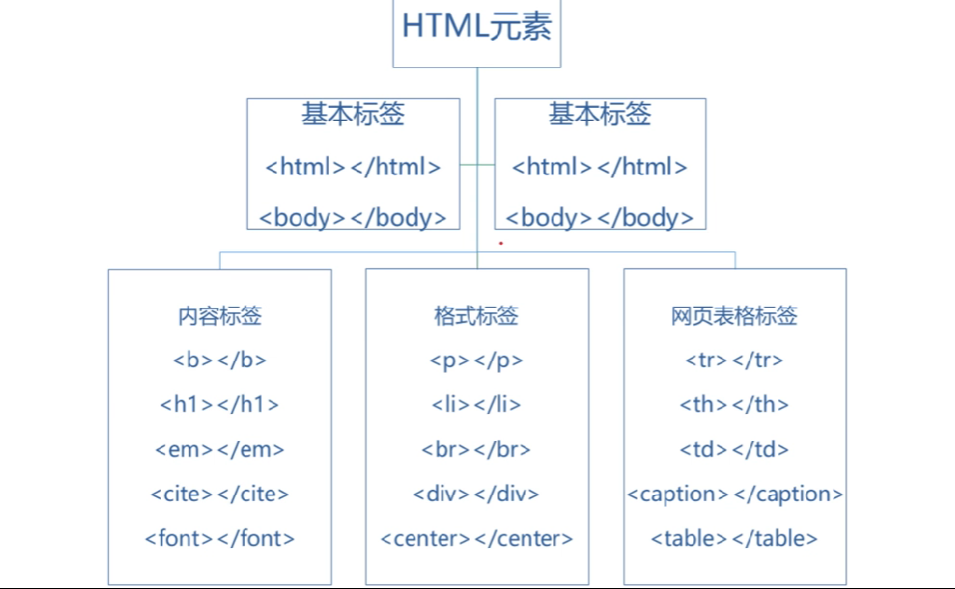 HTML元素
基本标签
<html></html>
<body></body>
基本标签
<html></html>
<body></body>
内容标签
<b></b>
<h1></h1>
<em></em>
<cite></cite>
<font></font>
格式标签
<p></p>
<li></li>
<br></br>
<div></div>
<center></center>
网页表格标签
<tr></tr>
<th></th>
<td></td>
<caption></caption>
<table></table>